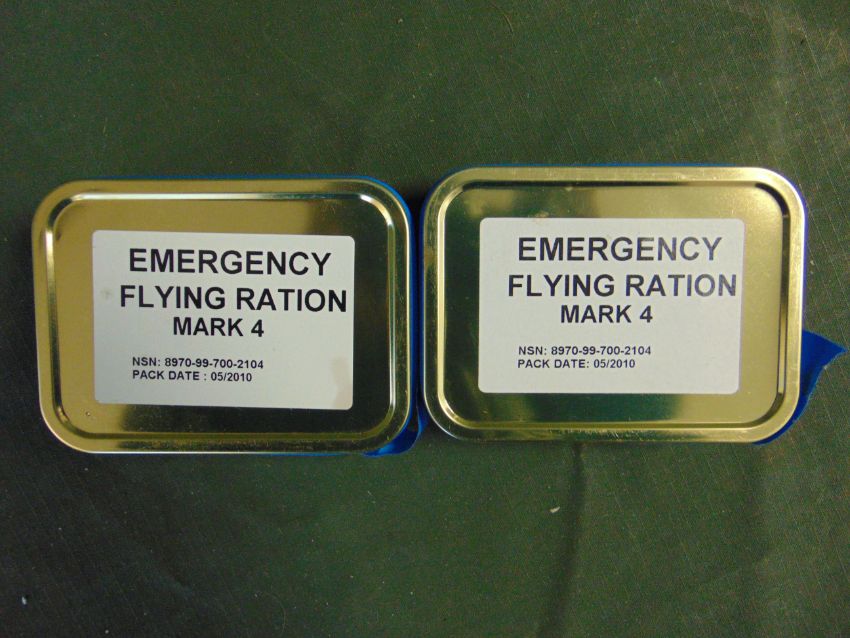 EMERGENCY
FLYING RATION
MARK 4
NSN: 8970-99-700-2104
PACK DATE : 05/2010
EMERGENCY
FLYING RATION
MARK 4
NSN: 8970-99-700-2104
PACK DATE: 05/2010